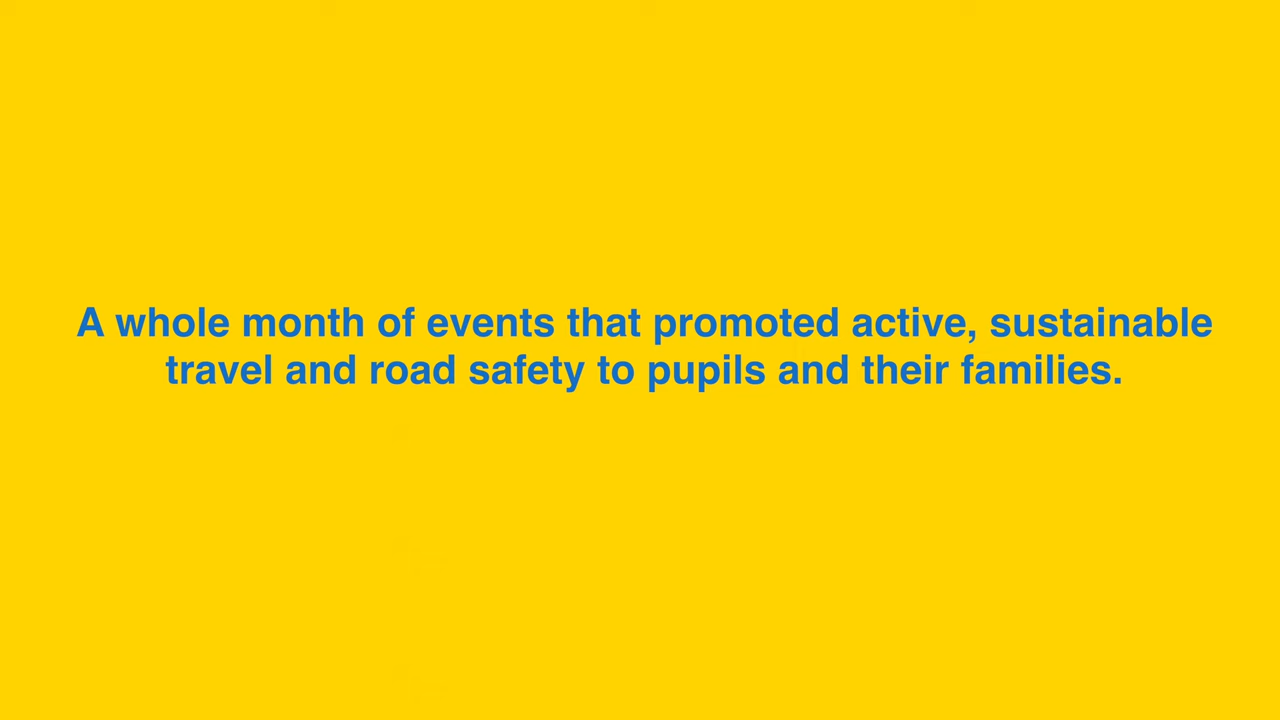 A whole month of events that promoted active, sustainable
travel and road safety to pupils and their families.